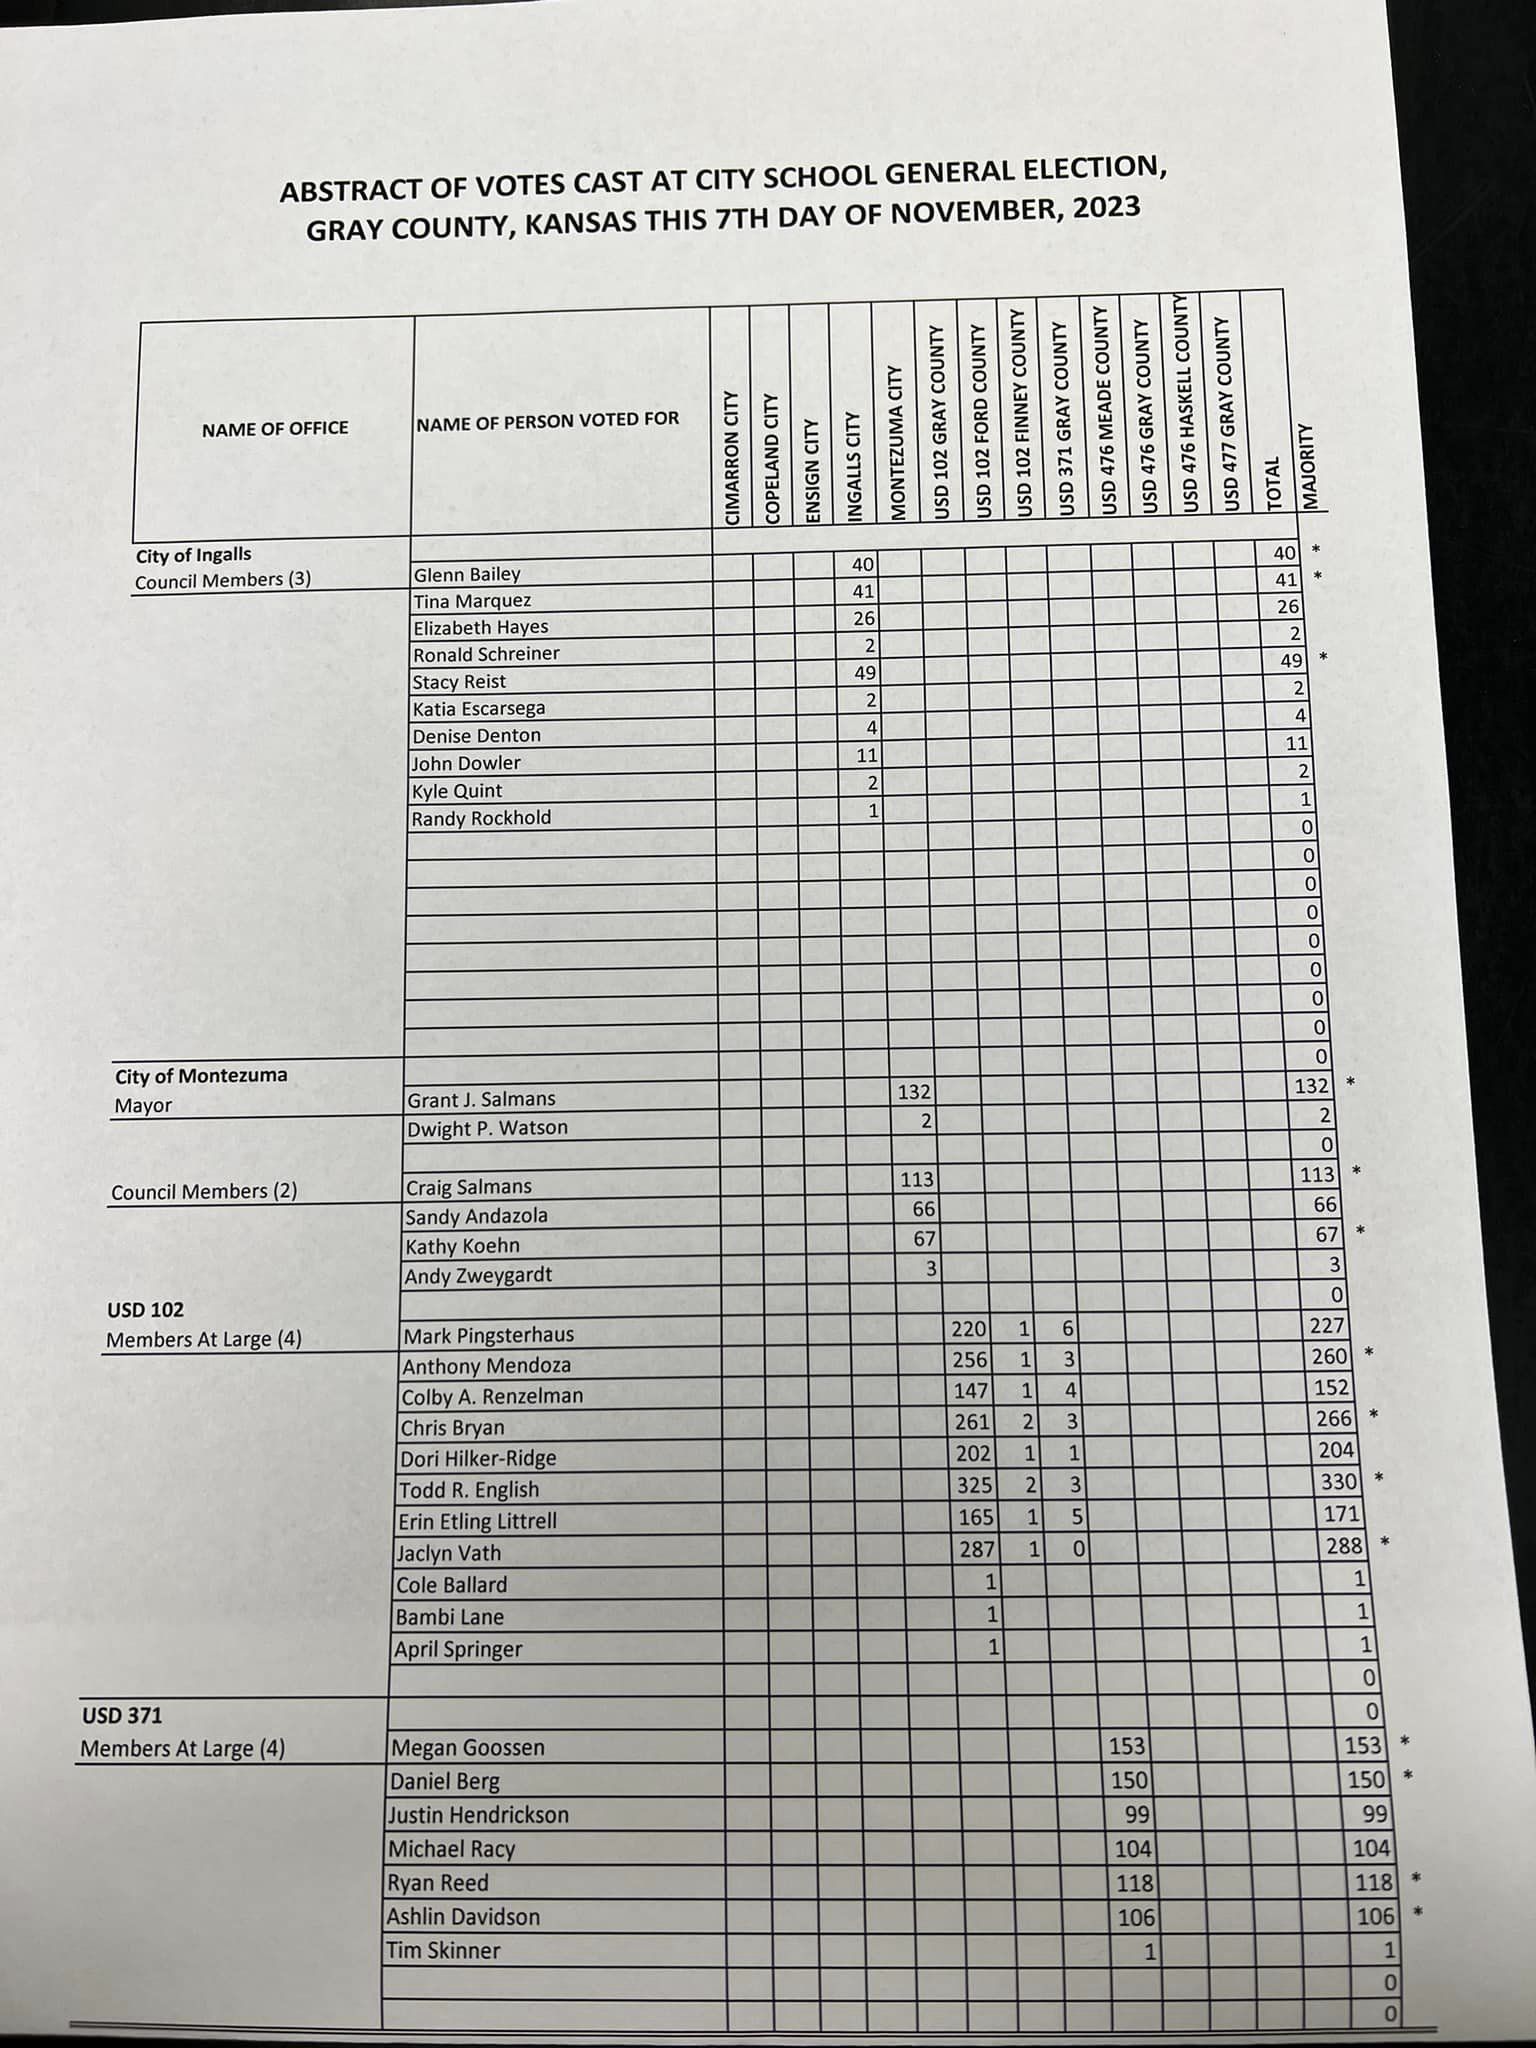 ABSTRACT OF VOTES CAST AT CITY SCHOOL GENERAL ELECTION,
GRAY COUNTY, KANSAS THIS 7TH DAY OF NOVEMBER, 2023
NAME OF OFFICE NAME OF PERSON VOTED FOR CIMARRON CITY COPELAND CITY ENSIGN CITY INGALLS CITY MONTEZUMA CITY USD 102 GRAY COUNTY USD 102 FORD COUNTY USD 102 FINNEY COUNTY USD 371 GRAY COUNTY USD 476 MEADE COUNTY USD 476 GRAY COUNTY USD 476 HASKELL COUNTY USD 477 GRAY COUNTY TOTAL MAJORITY
City of Ingalls
Council Members (3) Glenn Bailey 40 40 *
Tina Marquez 41 41 *
Elizabeth Hayes 26 26
Ronald Schreiner 2 2
Stacy Reist 49 49 *
Katia Escarsega 2 2
Denise Denton 4 4
John Dowler 11 11
Kyle Quint 2 2
Randy Rockhold 1 1
0
0
0
0
0
0
0
0
City of Montezuma 0
Mayor Grant J. Salmans 132 132 *
Dwight P. Watson 2 2
0
Council Members (2) Craig Salmans 113 113 *
Sandy Andazola 66 66
Kathy Koehn 67 67 *
Andy Zweygardt 3 3
USD 102 0
Members At Large (4) Mark Pingsterhaus 220 1 6 227
Anthony Mendoza 256 1 3 260 *
Colby A. Renzelman 147 1 4 152
Chris Bryan 261 2 3 266 *
Dori Hilker-Ridge 202 1 1 204
Todd R. English 325 2 3 330 *
Erin Etling Littrell 165 1 5 171
Jaclyn Vath 287 1 0 288 *
Cole Ballard 1 1
Bambi Lane 1 1
April Springer 1 1
0
USD 371 0
Members At Large (4) Megan Goossen 153 153 *
Daniel Berg 150 150 *
Justin Hendrickson 99 99
Michael Racy 104 104
Ryan Reed 118 118 *
Ashlin Davidson 106 106 *
Tim Skinner 1 1
0
0